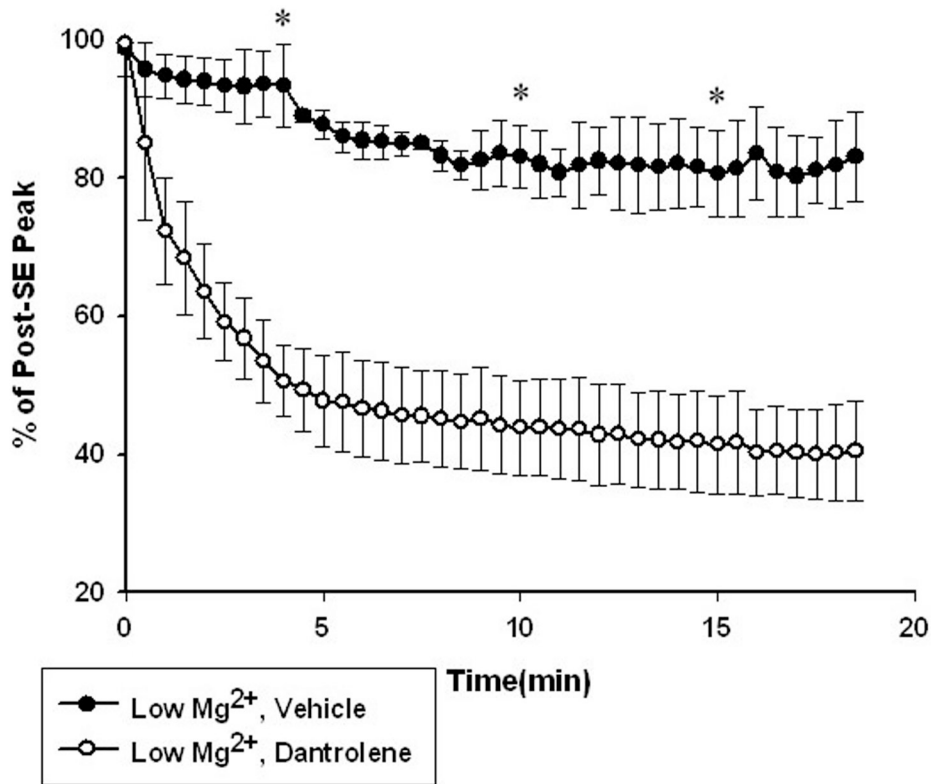 % of Post-SE Peak
100
80
60
40
20
* * *
0 5 10 15 20
Time(min)
Low Mg²⁺, Vehicle
Low Mg²⁺, Dantrolene